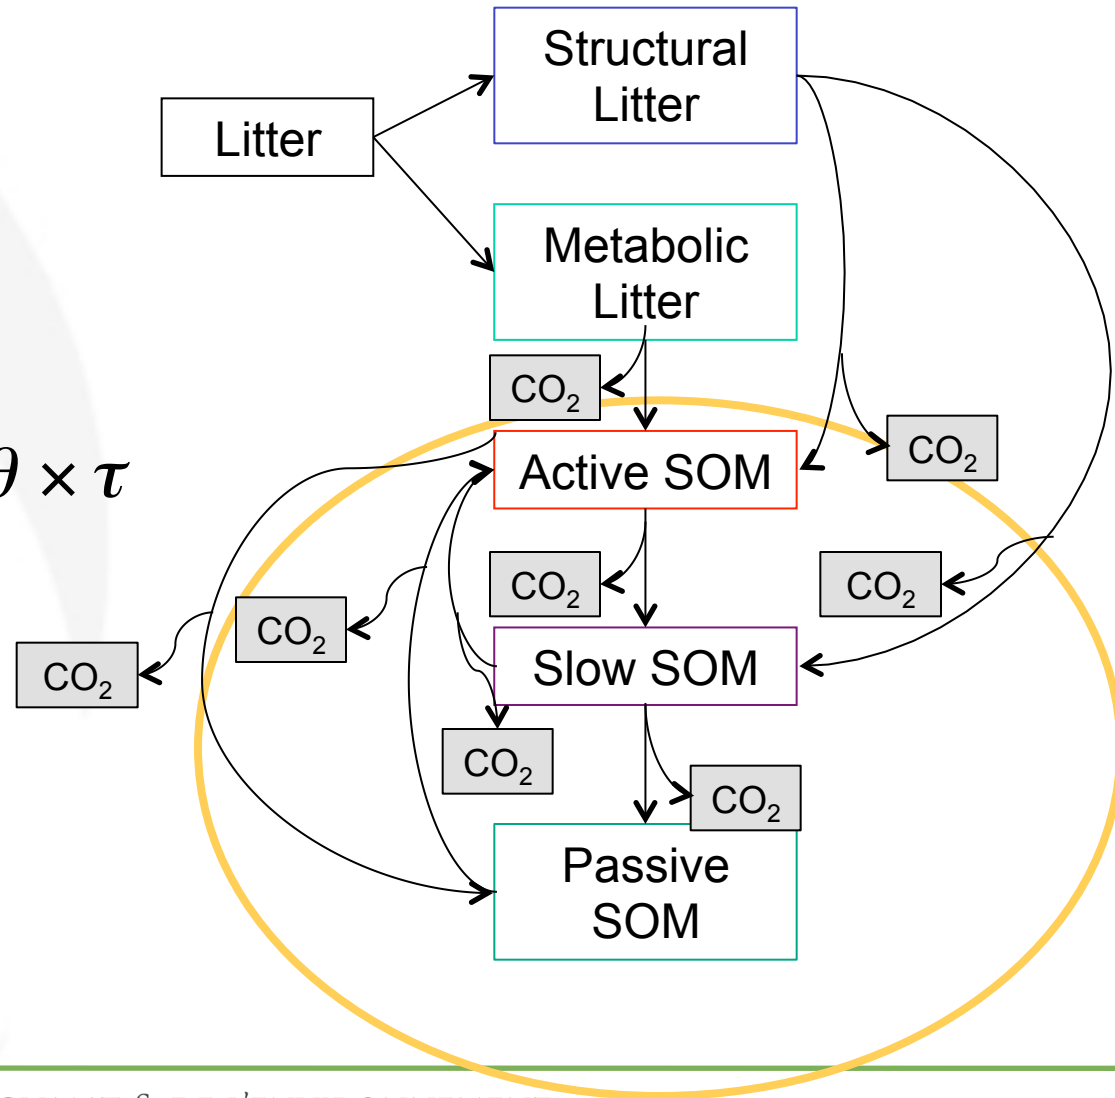 Structural
Litter
Litter
Metabolic
Litter
CO₂
× τ
Active SOM
CO₂
CO₂
CO₂
CO₂
Slow SOM
CO₂
CO₂
CO₂
Passive
SOM